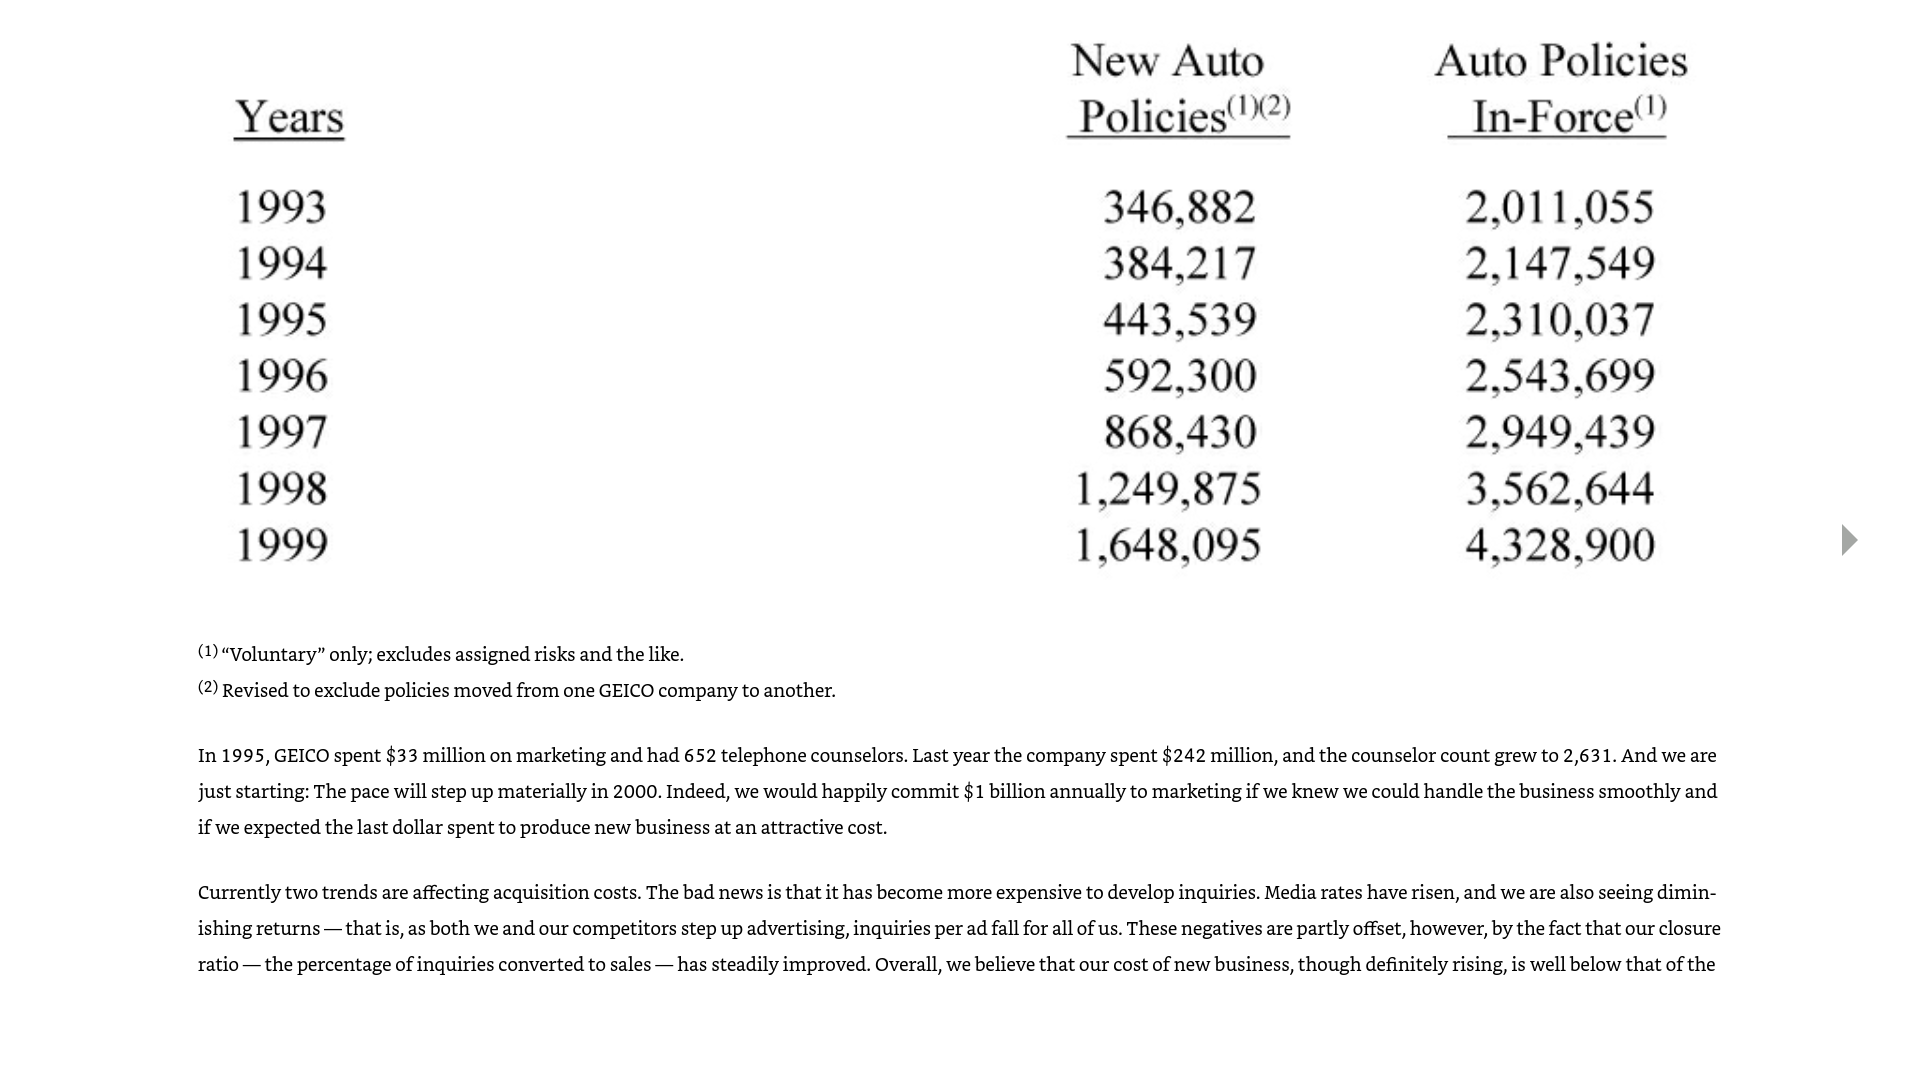 New Auto Auto Policies
Years Policies(1)(2) In-Force(1)
1993 346,882 2,011,055
1994 384,217 2,147,549
1995 443,539 2,310,037
1996 592,300 2,543,699
1997 868,430 2,949,439
1998 1,249,875 3,562,644
1999 1,648,095 4,328,900
(1) “Voluntary” only; excludes assigned risks and the like.
(2) Revised to exclude policies moved from one GEICO company to another.
In 1995, GEICO spent $33 million on marketing and had 652 telephone counselors. Last year the company spent $242 million, and the counselor count grew to 2,631. And we are
just starting: The pace will step up materially in 2000. Indeed, we would happily commit $1 billion annually to marketing if we knew we could handle the business smoothly and
if we expected the last dollar spent to produce new business at an attractive cost.
Currently two trends are affecting acquisition costs. The bad news is that it has become more expensive to develop inquiries. Media rates have risen, and we are also seeing dimin-
ishing returns — that is, as both we and our competitors step up advertising, inquiries per ad fall for all of us. These negatives are partly offset, however, by the fact that our closure
ratio — the percentage of inquiries converted to sales — has steadily improved. Overall, we believe that our cost of new business, though definitely rising, is well below that of the